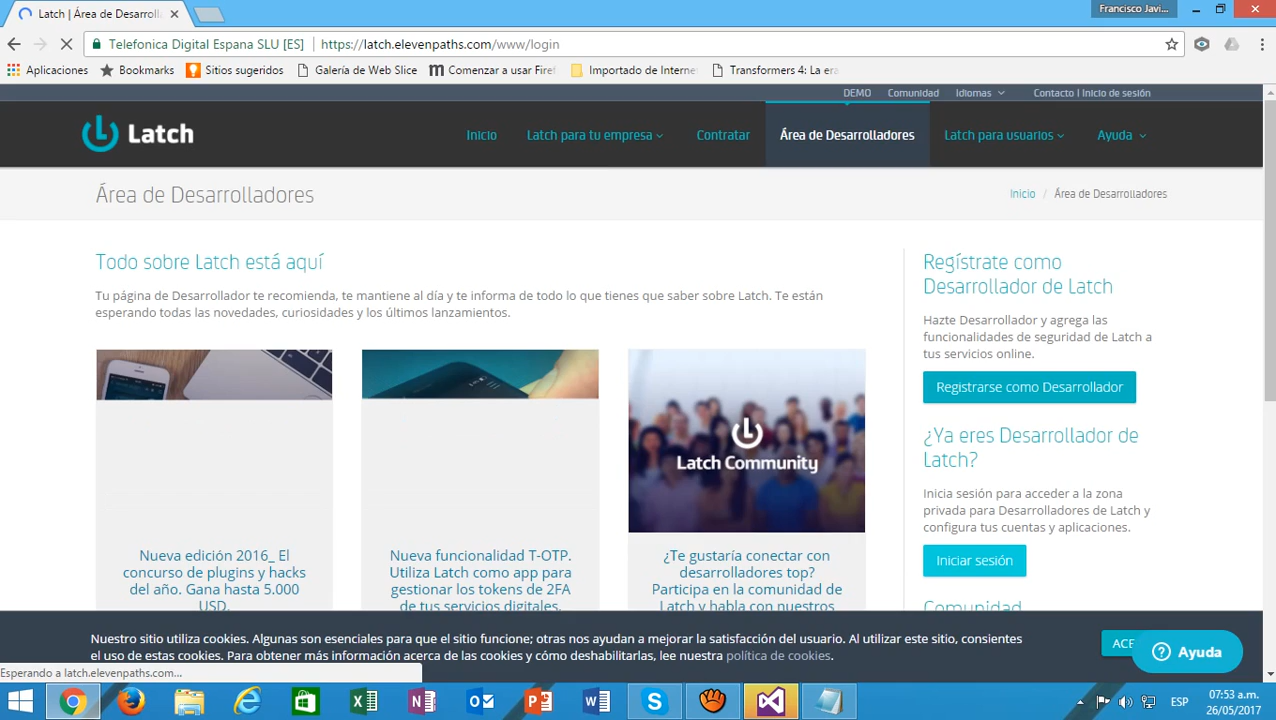 Latch | Área de Desarroll
Francisco Javi...
Telefonica Digital Espana SLU [ES]
https://latch.elevenpaths.com/www/login
Aplicaciones
Bookmarks
Sitios sugeridos
Galería de Web Slice
Comenzar a usar Firef
Importado de Internet
Transformers 4: La era
DEMO
Comunidad
Idiomas
Contacto | Inicio de sesión
Latch
Inicio
Latch para tu empresa
Contratar
Área de Desarrolladores
Latch para usuarios
Ayuda
Área de Desarrolladores
Inicio / Área de Desarrolladores
Todo sobre Latch está aquí
Tu página de Desarrollador te recomienda, te mantiene al día y te informa de todo lo que tienes que saber sobre Latch. Te están
esperando todas las novedades, curiosidades y los últimos lanzamientos.
Nueva edición 2016_ El
concurso de plugins y hacks
del año. Gana hasta 5.000
USD.
Nueva funcionalidad T-OTP.
Utiliza Latch como app para
gestionar los tokens de 2FA
de tus servicios digitales.
Latch Community
¿Te gustaría conectar con
desarrolladores top?
Participa en la comunidad de
Latch y habla con nuestros
Regístrate como
Desarrollador de Latch
Hazte Desarrollador y agrega las
funcionalidades de seguridad de Latch a
tus servicios online.
Registrarse como Desarrollador
¿Ya eres Desarrollador de
Latch?
Inicia sesión para acceder a la zona
privada para Desarrolladores de Latch y
configura tus cuentas y aplicaciones.
Iniciar sesión
Comunidad
Nuestro sitio utiliza cookies. Algunas son esenciales para que el sitio funcione; otras nos ayudan a mejorar la satisfacción del usuario. Al utilizar este sitio, consientes
el uso de estas cookies. Para obtener más información acerca de las cookies y cómo deshabilitarlas, lee nuestra política de cookies.
ACE
Ayuda
Esperando a latch.elevenpaths.com...
ESP
07:53 a.m.
26/05/2017